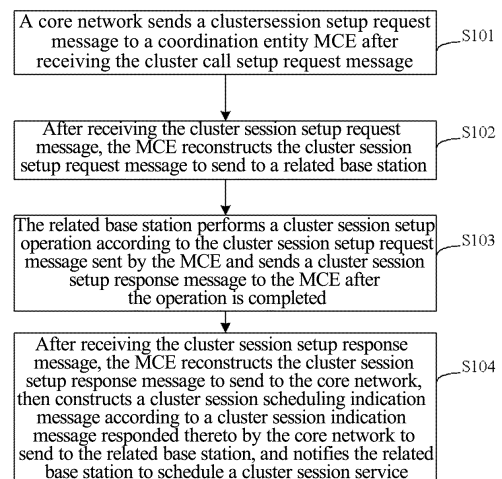 A core network sends a clustersession setup request
message to a coordination entity MCE after
receiving the cluster call setup request message
S101
After receiving the cluster session setup request
message, the MCE reconstructs the cluster session
setup request message to send to a related base station
S102
The related base station performs a cluster session setup
operation according to the cluster session setup request
message sent by the MCE and sends a cluster session
setup response message to the MCE after
the operation is completed
S103
After receiving the cluster session setup response
message, the MCE reconstructs the cluster session
setup response message to send to the core network,
then constructs a cluster session scheduling indication
message according to a cluster session indication
message responded thereto by the core network to
send to the related base station, and notifies the related
base station to schedule a cluster session service
S104